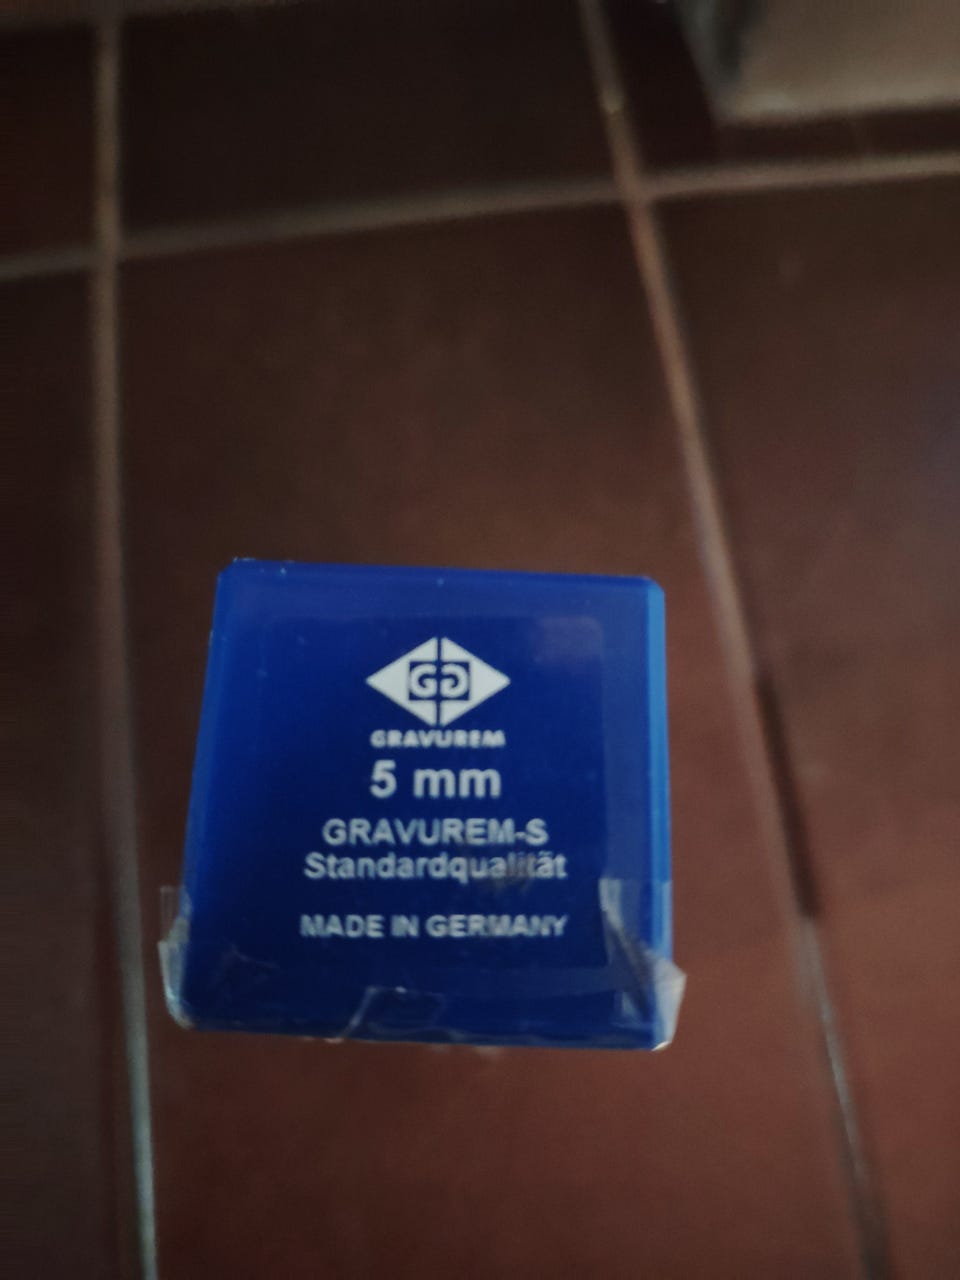 GG
GRAVUREM
5 mm
GRAVUREM-S
Standardqualität
MADE IN GERMANY